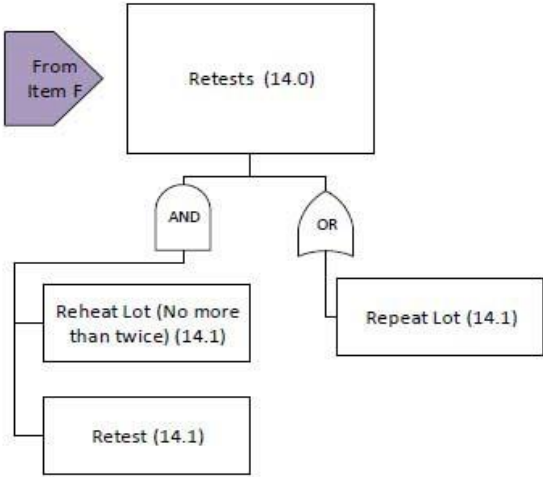 From
Item F
Retests (14.0)
AND
OR
Reheat Lot (No more
than twice) (14.1)
Repeat Lot (14.1)
Retest (14.1)